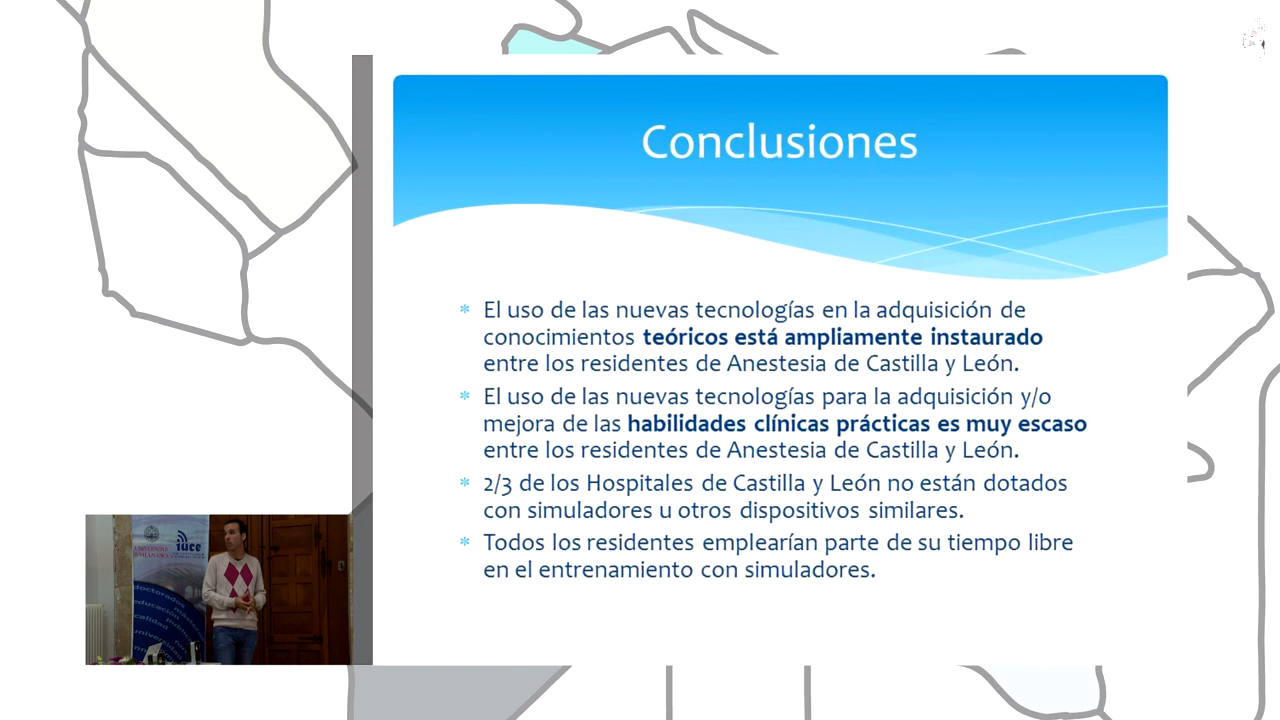 Conclusiones
* El uso de las nuevas tecnologías en la adquisición de
conocimientos teóricos está ampliamente instaurado
entre los residentes de Anestesia de Castilla y León.
* El uso de las nuevas tecnologías para la adquisición y/o
mejora de las habilidades clínicas prácticas es muy escaso
entre los residentes de Anestesia de Castilla y León.
* 2/3 de los Hospitales de Castilla y León no están dotados
con simuladores u otros dispositivos similares.
* Todos los residentes emplearían parte de su tiempo libre
en el entrenamiento con simuladores.
iuce
doctorados
educación
calidad